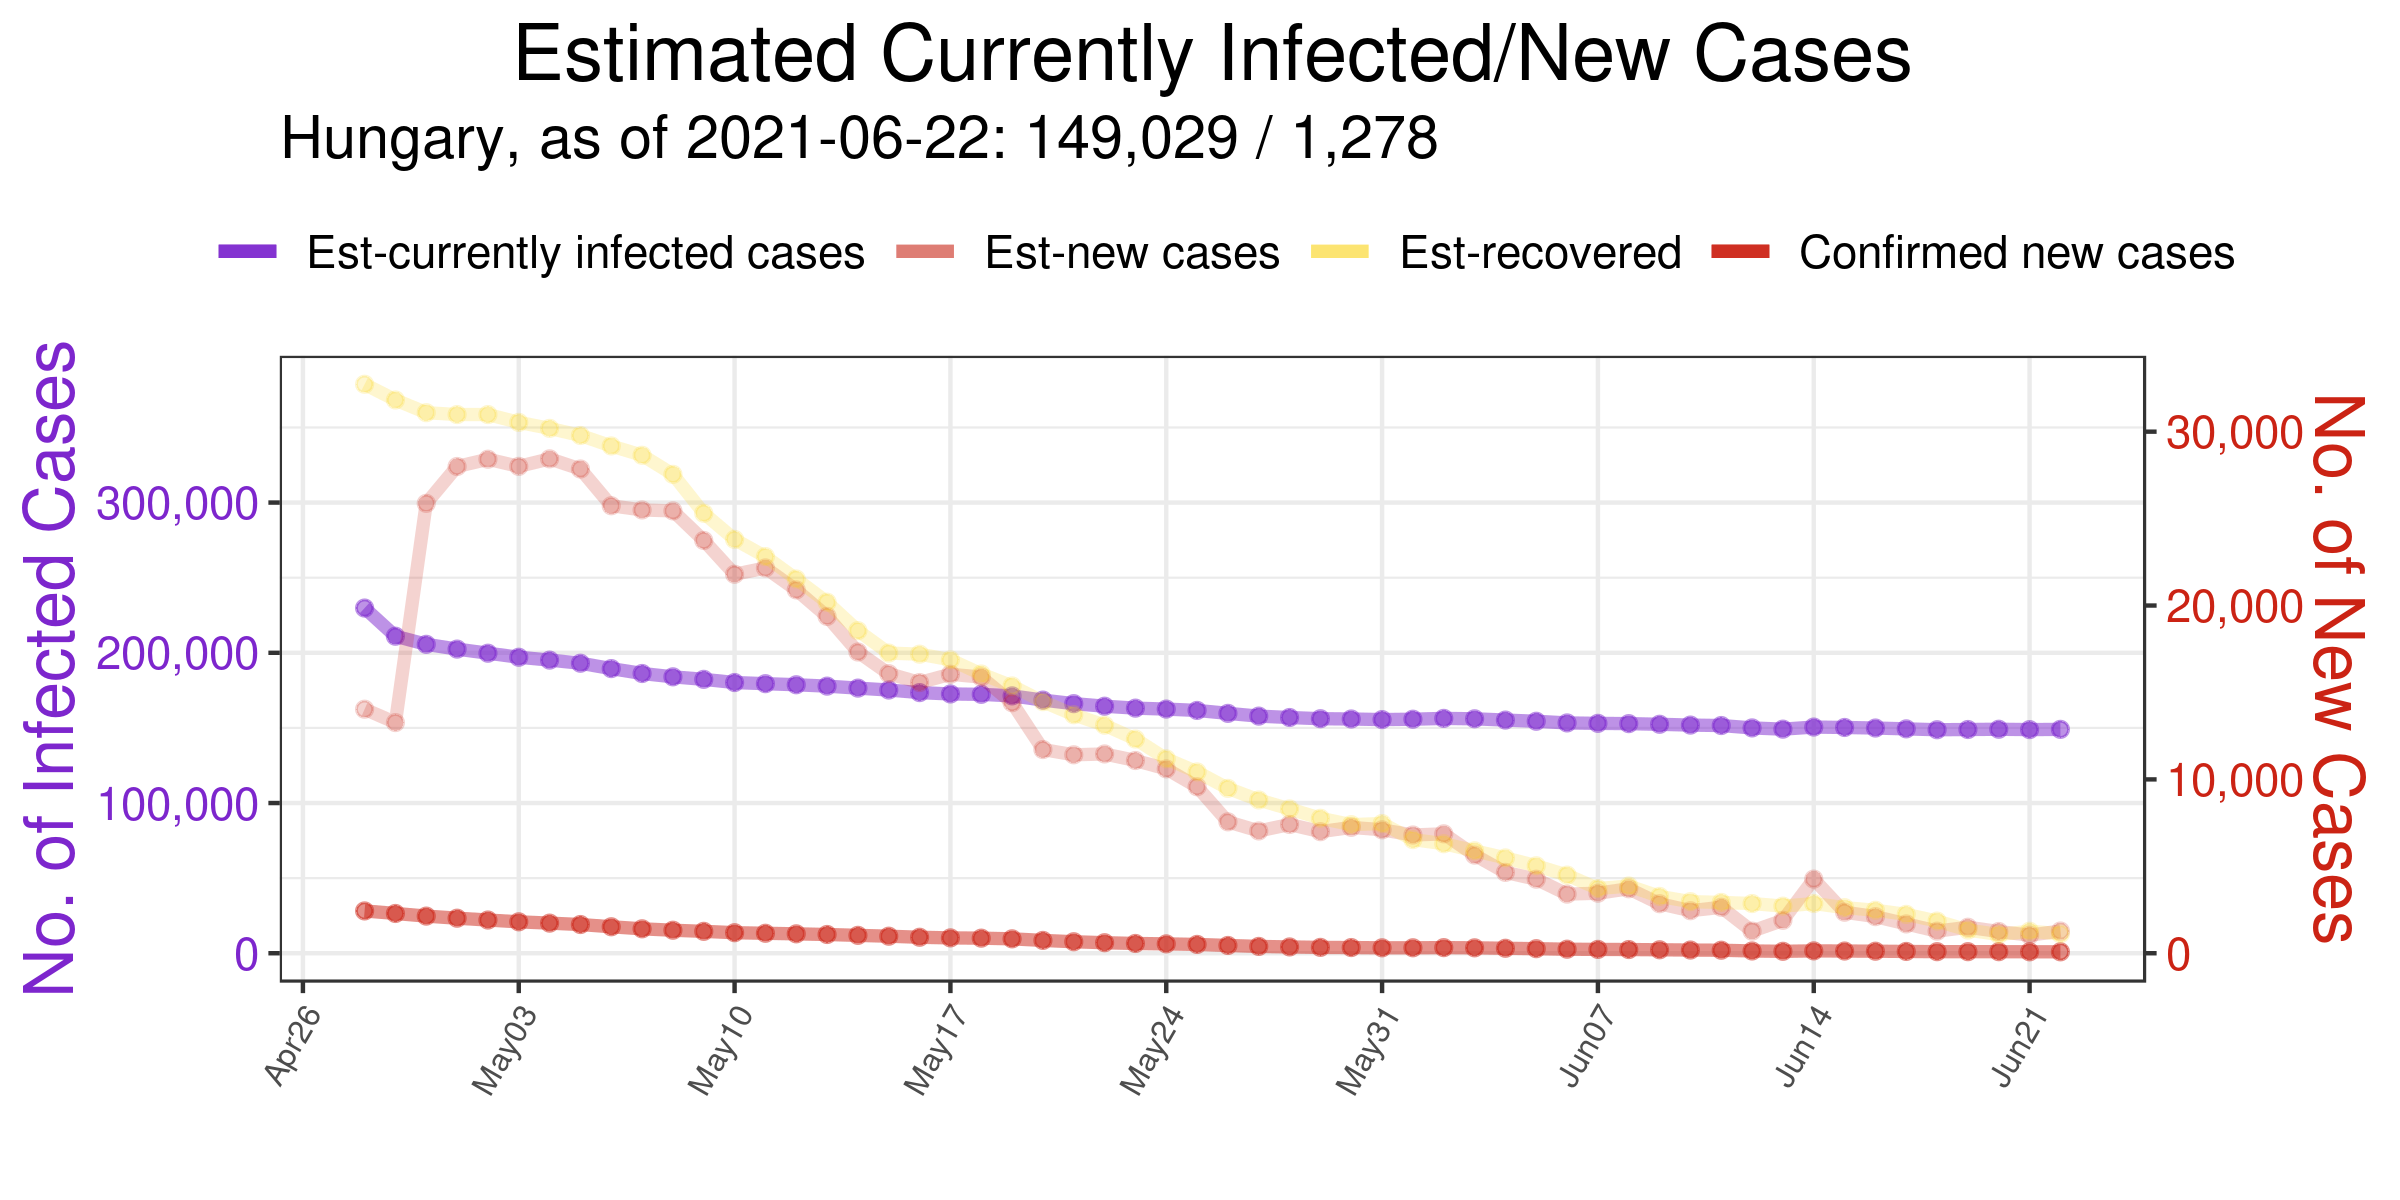 Estimated Currently Infected/New Cases
Hungary, as of 2021-06-22: 149,029 / 1,278
Est-currently infected cases Est-new cases Est-recovered Confirmed new cases
No. of Infected Cases
300,000
200,000
100,000
0
30,000
20,000
10,000
0
No. of New Cases
Apr26 May03 May10 May17 May24 May31 Jun07 Jun14 Jun21